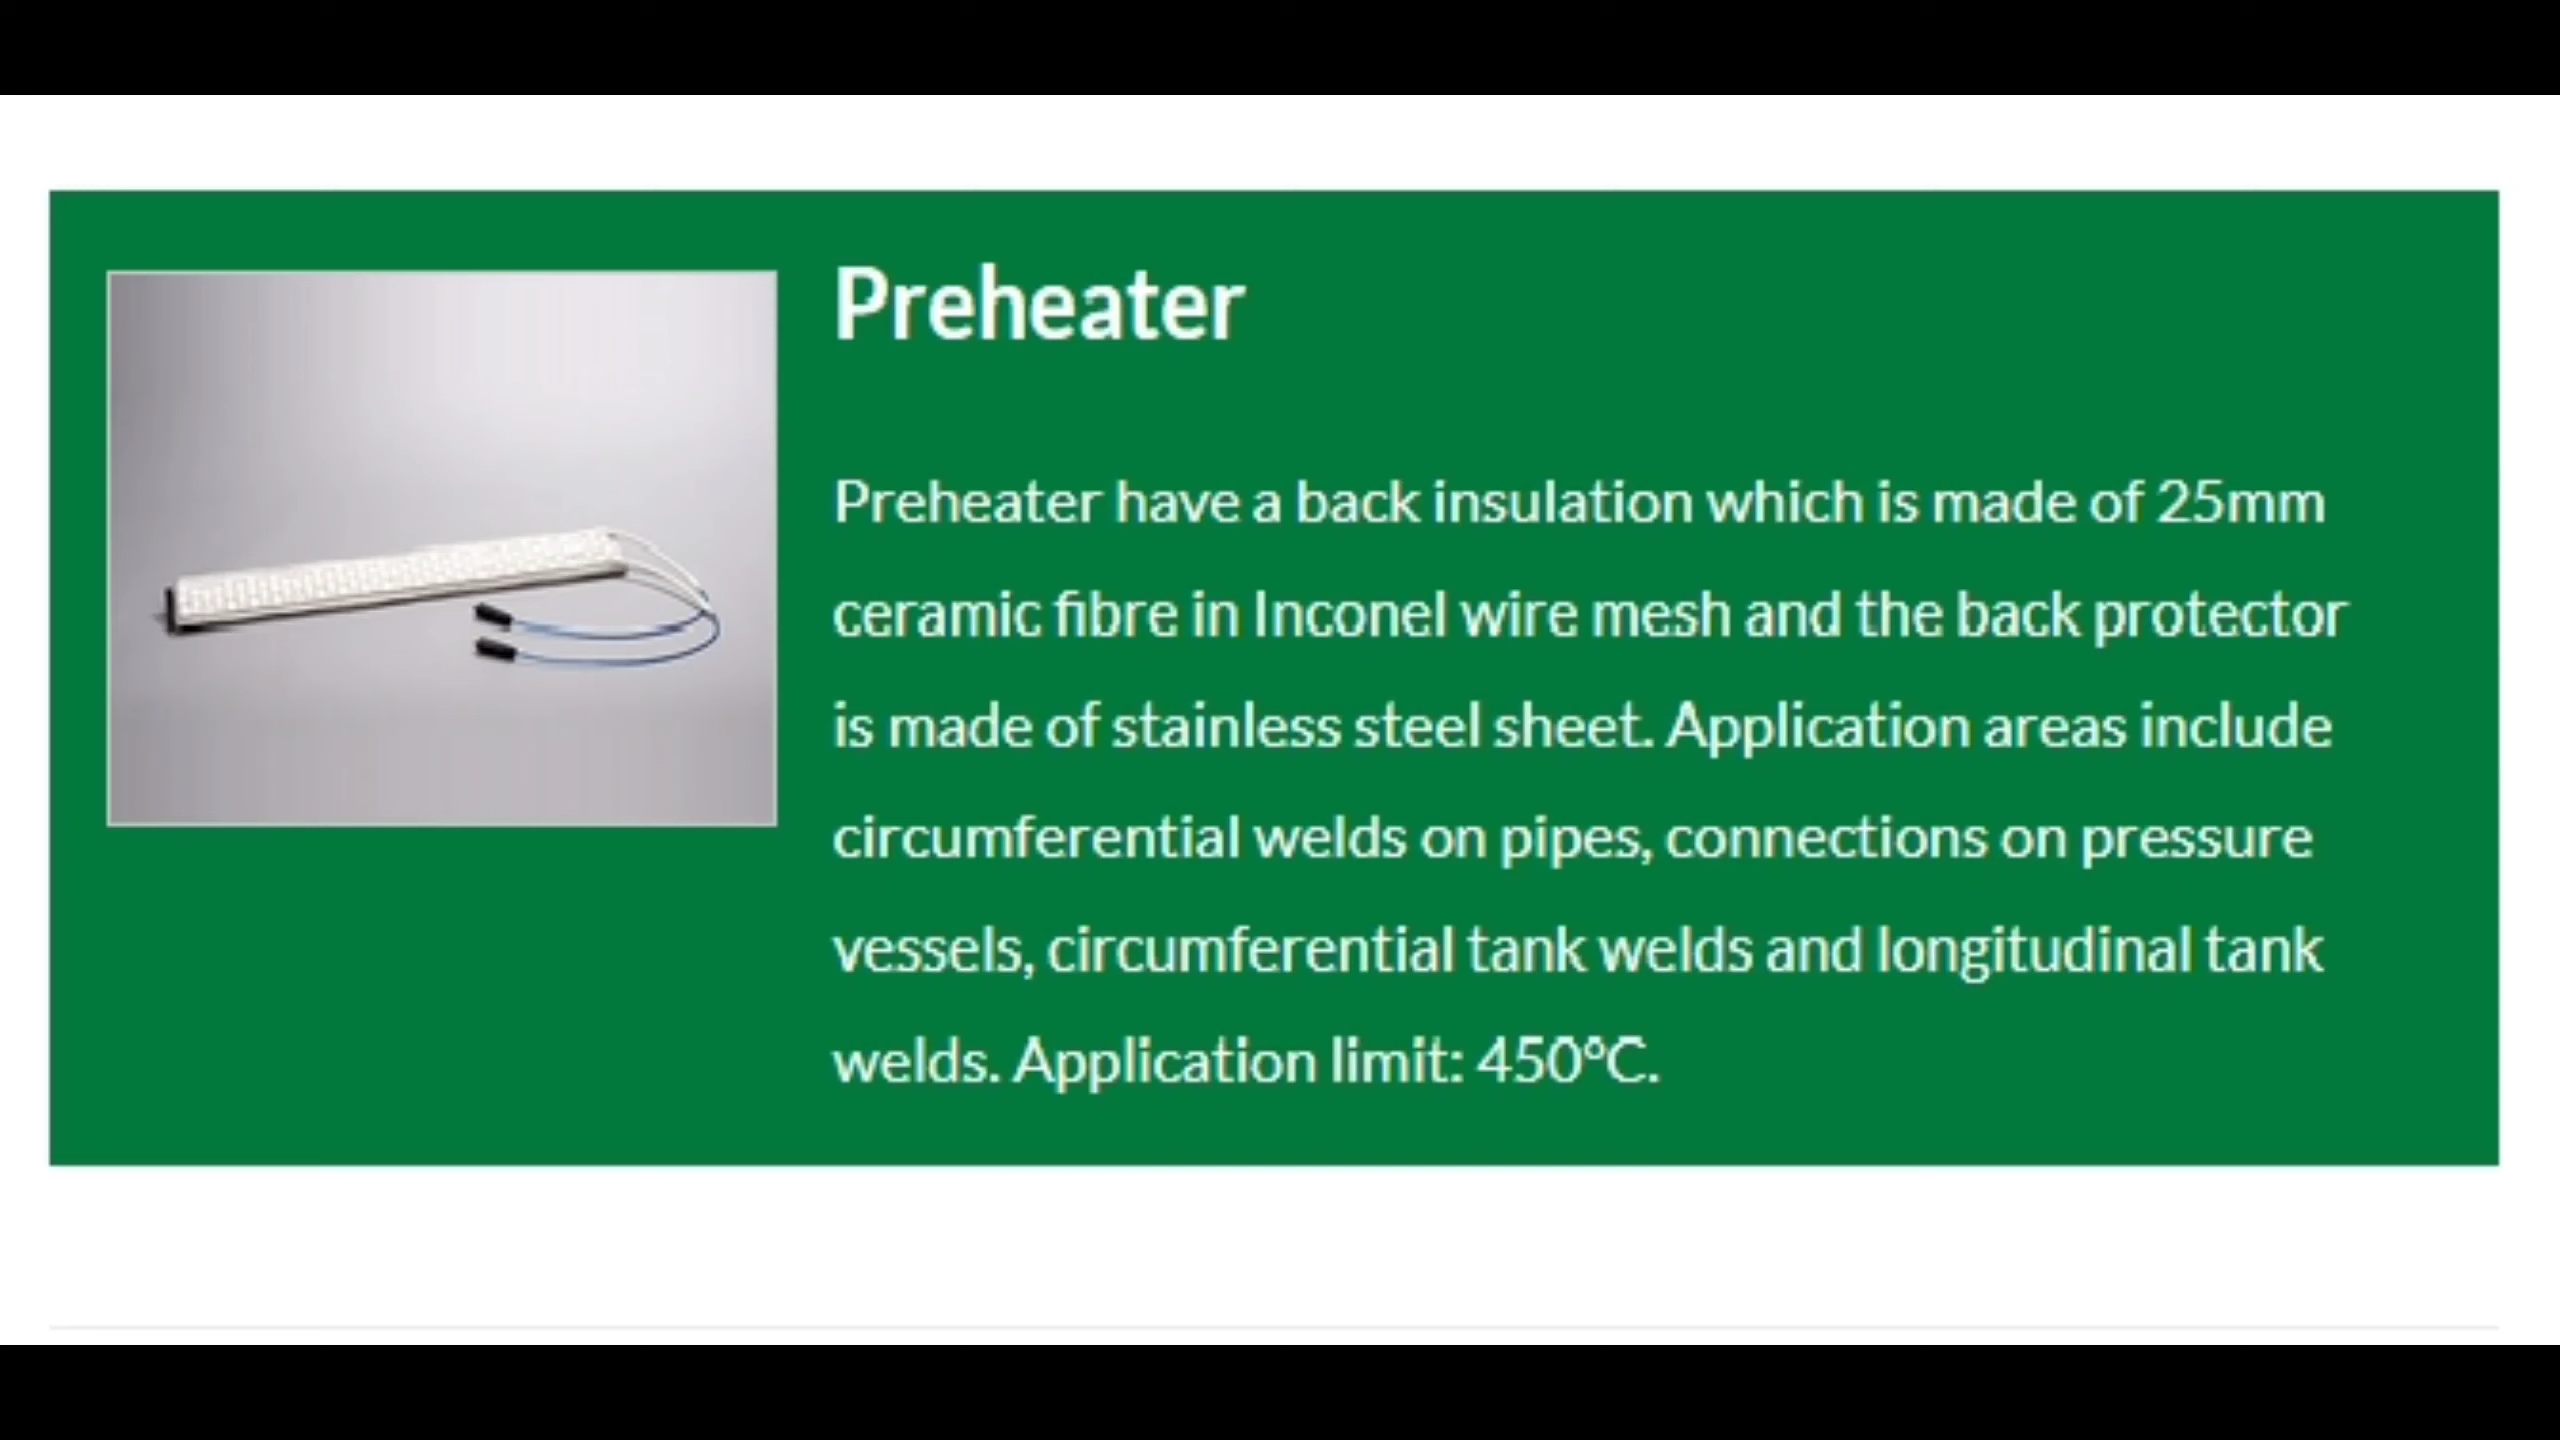 Preheater
Preheater have a back insulation which is made of 25mm
ceramic fibre in Inconel wire mesh and the back protector
is made of stainless steel sheet. Application areas include
circumferential welds on pipes, connections on pressure
vessels, circumferential tank welds and longitudinal tank
welds. Application limit: 450°C.